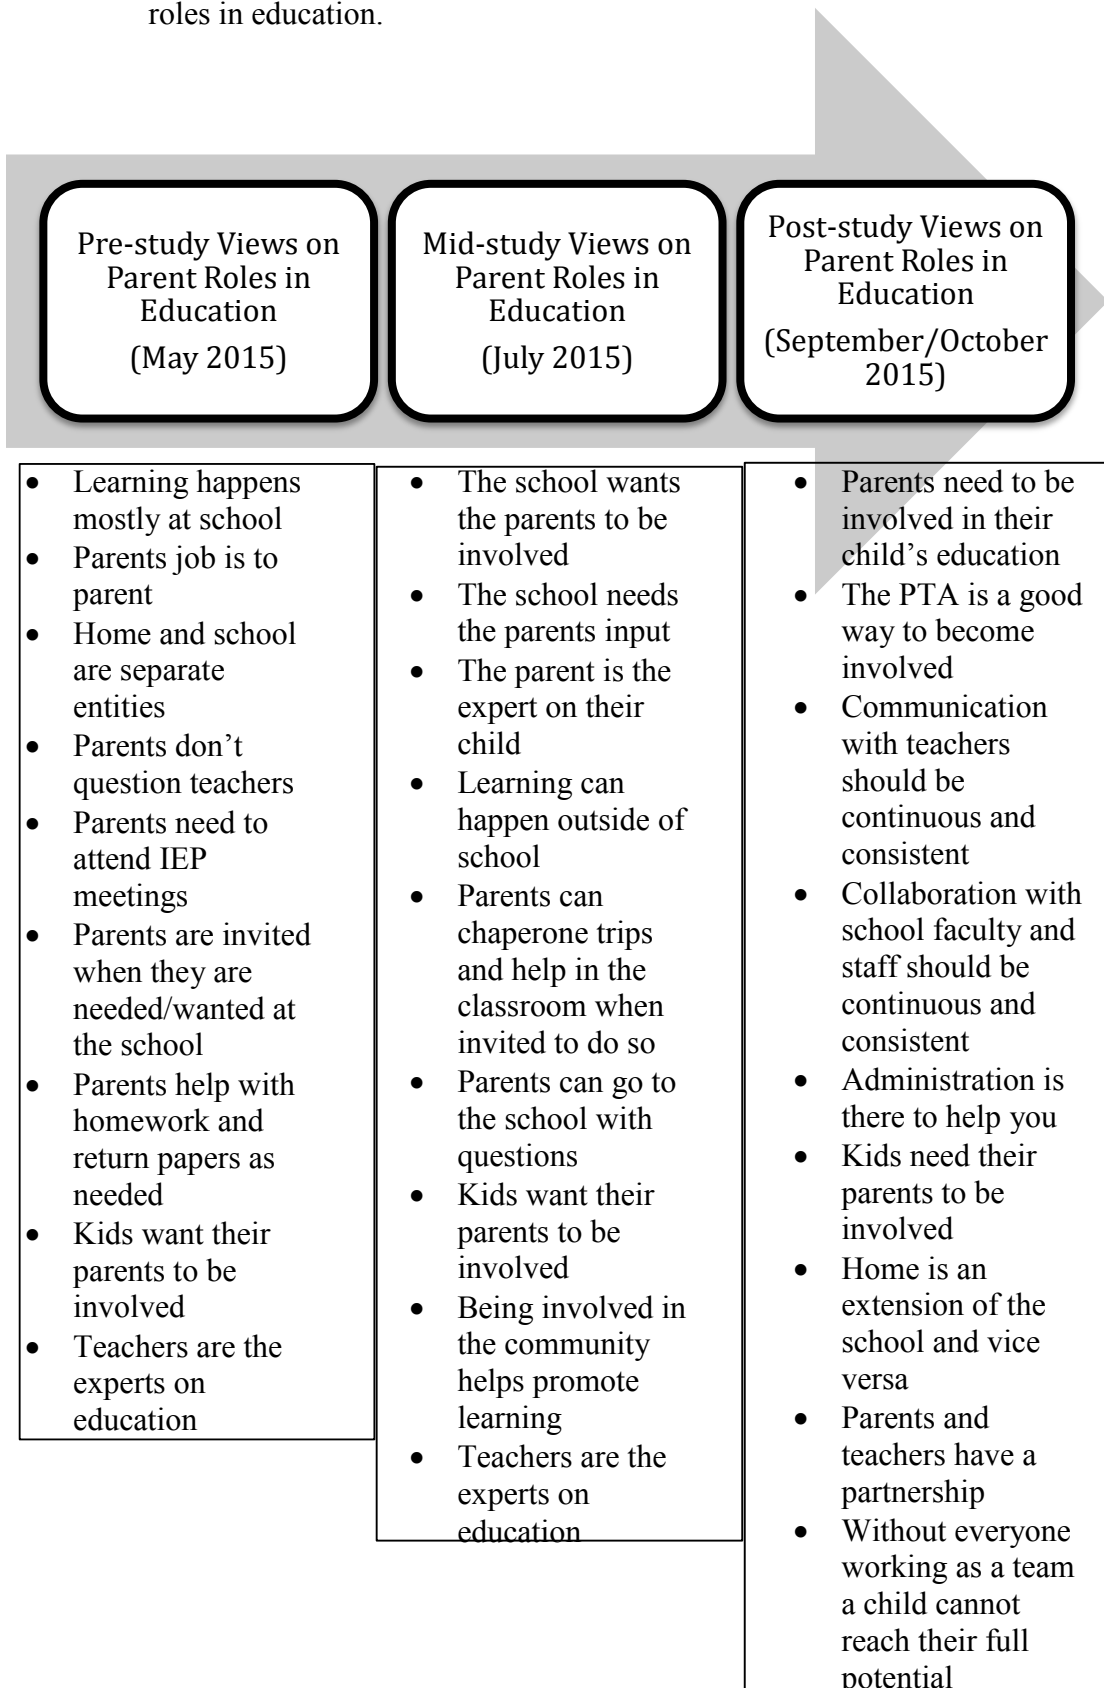 roles in education.
Pre-study Views on
Parent Roles in
Education
(May 2015)
Mid-study Views on
Parent Roles in
Education
(July 2015)
Post-study Views on
Parent Roles in
Education
(September/October
2015)
• Learning happens
mostly at school
• Parents job is to
parent
• Home and school
are separate
entities
• Parents don’t
question teachers
• Parents need to
attend IEP
meetings
• Parents are invited
when they are
needed/wanted at
the school
• Parents help with
homework and
return papers as
needed
• Kids want their
parents to be
involved
• Teachers are the
experts on
education
• The school wants
the parents to be
involved
• The school needs
the parents input
• The parent is the
expert on their
child
• Learning can
happen outside of
school
• Parents can
chaperone trips
and help in the
classroom when
invited to do so
• Parents can go to
the school with
questions
• Kids want their
parents to be
involved
• Being involved in
the community
helps promote
learning
• Teachers are the
experts on
education
• Parents need to be
involved in their
child’s education
• The PTA is a good
way to become
involved
• Communication
with teachers
should be
continuous and
consistent
• Collaboration with
school faculty and
staff should be
continuous and
consistent
• Administration is
there to help you
• Kids need their
parents to be
involved
• Home is an
extension of the
school and vice
versa
• Parents and
teachers have a
partnership
• Without everyone
working as a team
a child cannot
reach their full
potential